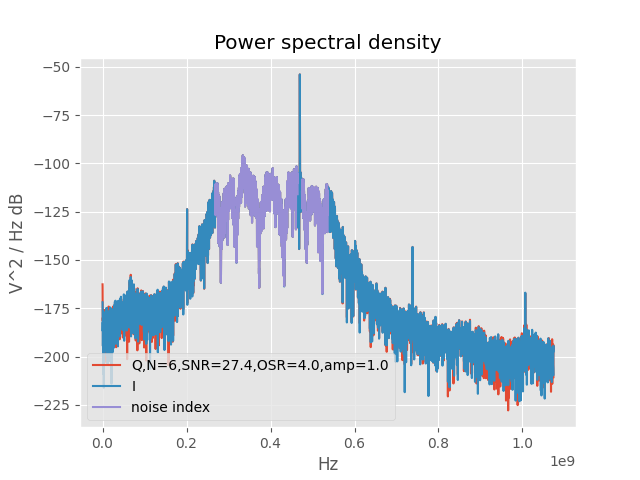 Power spectral density
V^2 / Hz dB
−50
−75
−100
−125
−150
−175
−200
−225
Q,N=6,SNR=27.4,OSR=4.0,amp=1.0
I
noise index
0.0 0.2 0.4 0.6 0.8 1.0
1e9
Hz